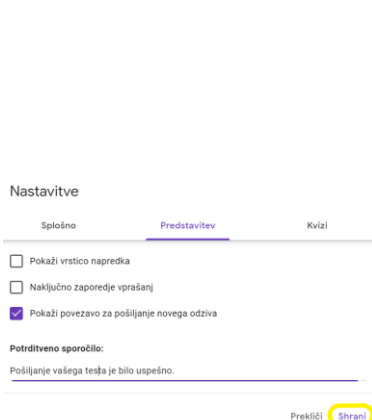 Nastavitve
Splošno Predstavitev Kvizi
Pokaži vrstico napredka
Naključno zaporedje vprašanj
Pokaži povezavo za pošiljanje novega odziva
Potrditveno sporočilo:
Pošiljanje vašega testa je bilo uspešno.
Prekliči Shrani